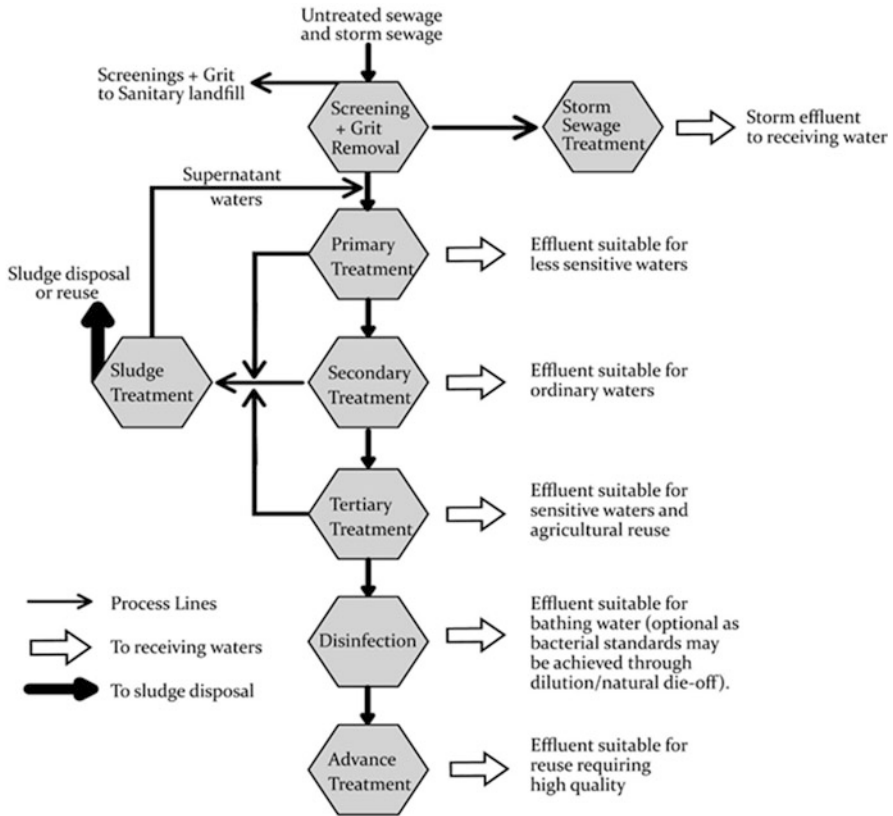 Untreated sewage
and storm sewage
Screenings + Grit
to Sanitary landfill
Screening
+ Grit
Removal
Storm
Sewage
Treatment
Storm effluent
to receiving water
Supernatant
waters
Primary
Treatment
Effluent suitable for
less sensitive waters
Sludge disposal
or reuse
Sludge
Treatment
Secondary
Treatment
Effluent suitable for
ordinary waters
Tertiary
Treatment
Effluent suitable for
sensitive waters and
agricultural reuse
Process Lines
To receiving waters
To sludge disposal
Disinfection
Effluent suitable for
bathing water (optional as
bacterial standards may
be achieved through
dilution/natural die-off).
Advance
Treatment
Effluent suitable for
reuse requiring
high quality